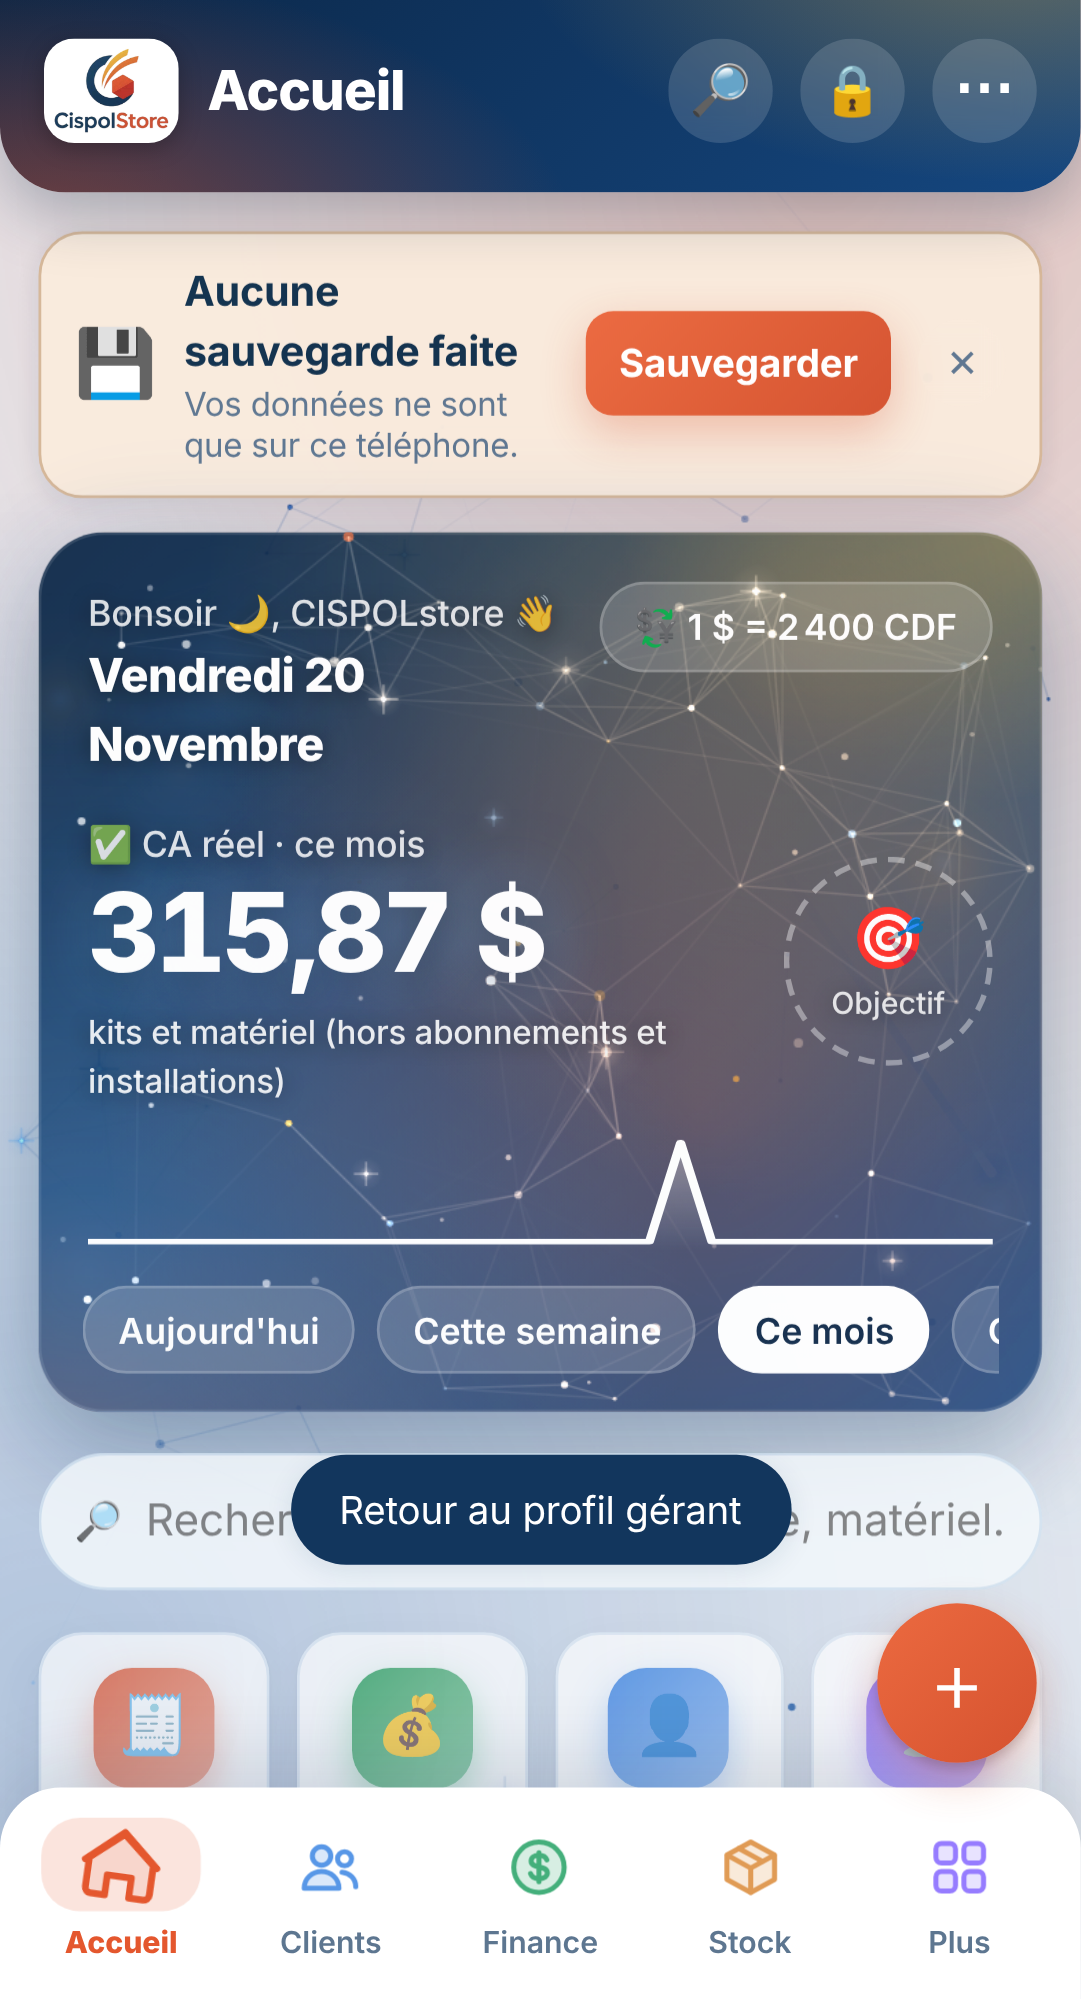 CispolStore
Accueil
Aucune
sauvegarde faite
Vos données ne sont
que sur ce téléphone.
Sauvegarder
×
Bonsoir 🌙, CISPOLstore 👋
1 $ = 2 400 CDF
Vendredi 20
Novembre
✅ CA réel · ce mois
315,87 $
kits et matériel (hors abonnements et
installations)
Objectif
Aujourd'hui
Cette semaine
Ce mois
Retour au profil gérant
matériel.
+
Accueil
Clients
Finance
Stock
Plus